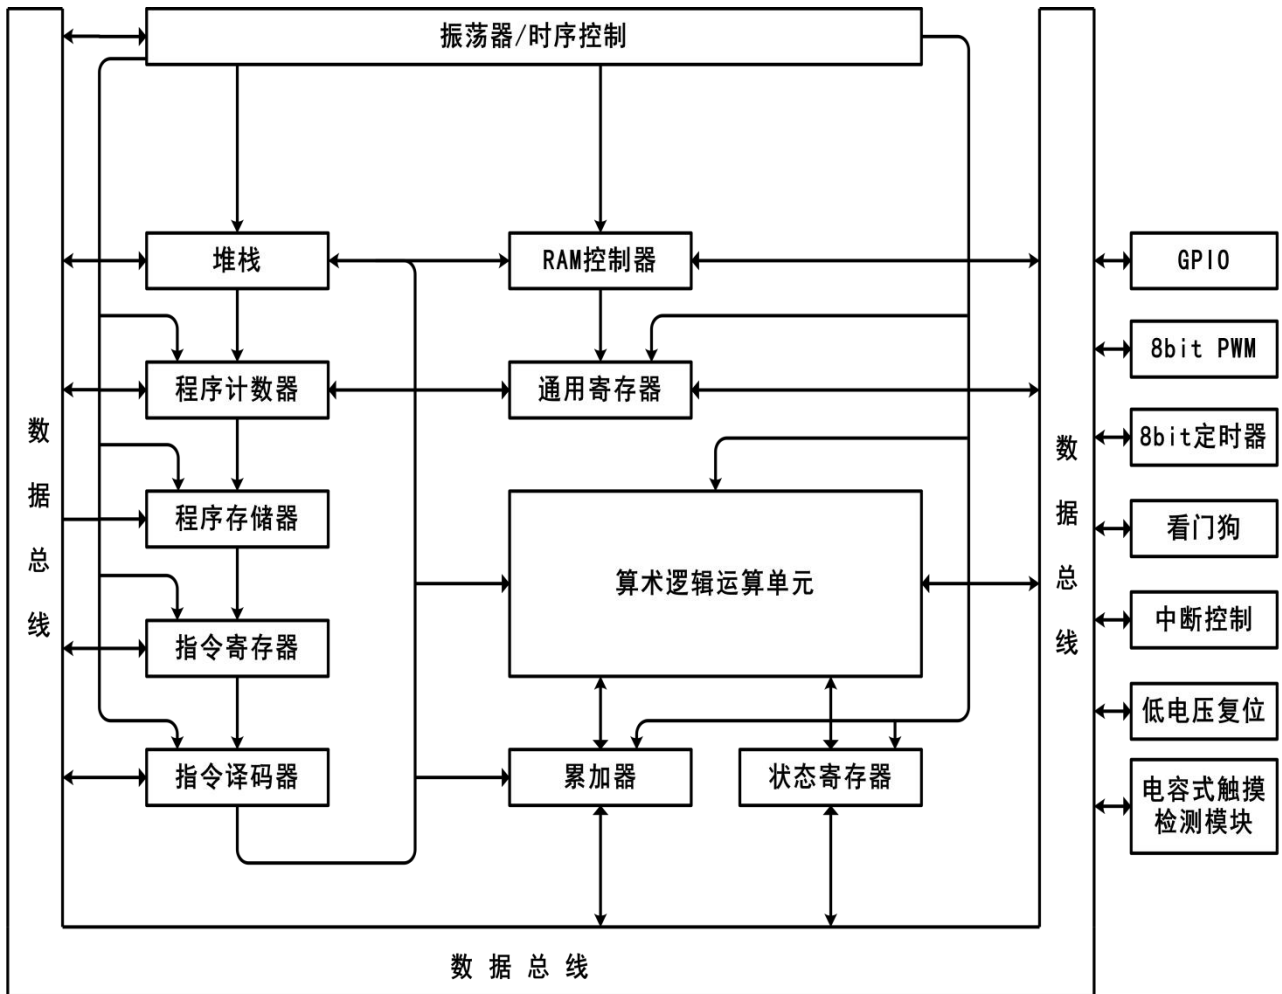 振荡器/时序控制
堆栈
RAM控制器
GPIO
8bit PWM
程序计数器
通用寄存器
8bit定时器
数据总线
数据总线
程序存储器
看门狗
算术逻辑运算单元
指令寄存器
中断控制
低电压复位
指令译码器
累加器
状态寄存器
电容式触摸
检测模块
数据总线